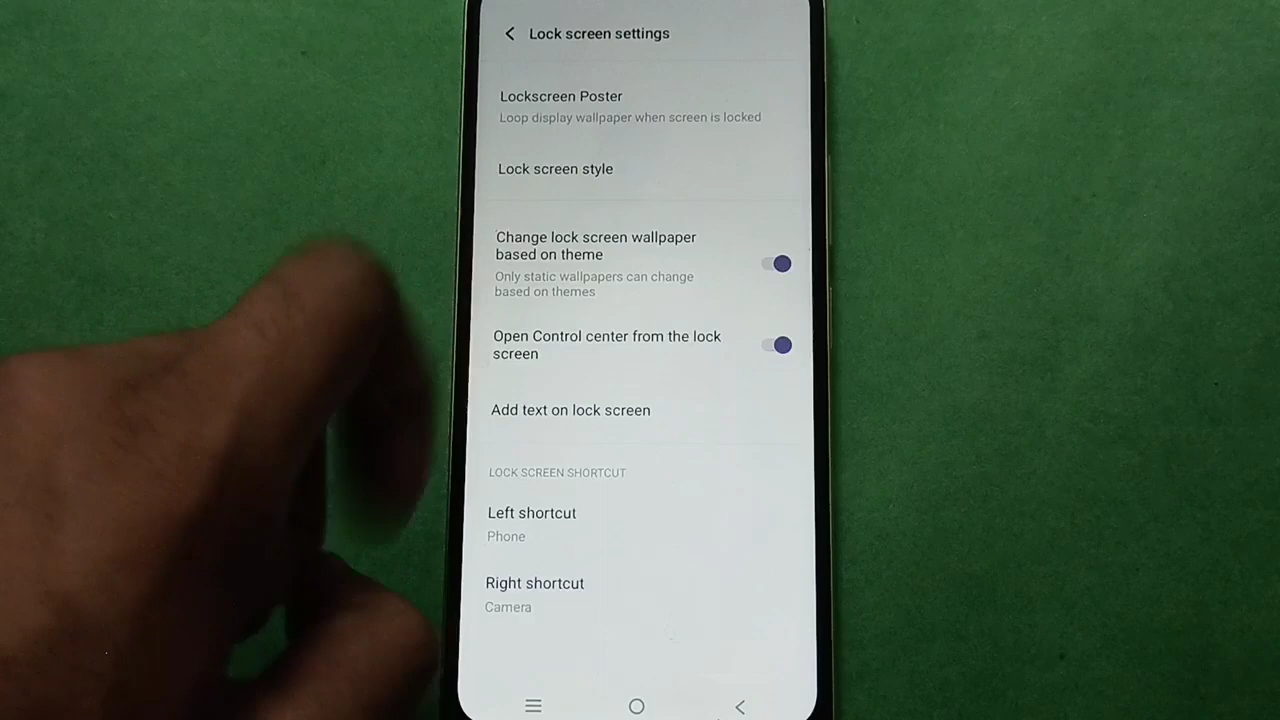 Lock screen settings
Lockscreen Poster
Loop display wallpaper when screen is locked
Lock screen style
Change lock screen wallpaper
based on theme
Only static wallpapers can change
based on themes
Open Control center from the lock
screen
Add text on lock screen
LOCK SCREEN SHORTCUT
Left shortcut
Phone
Right shortcut
Camera